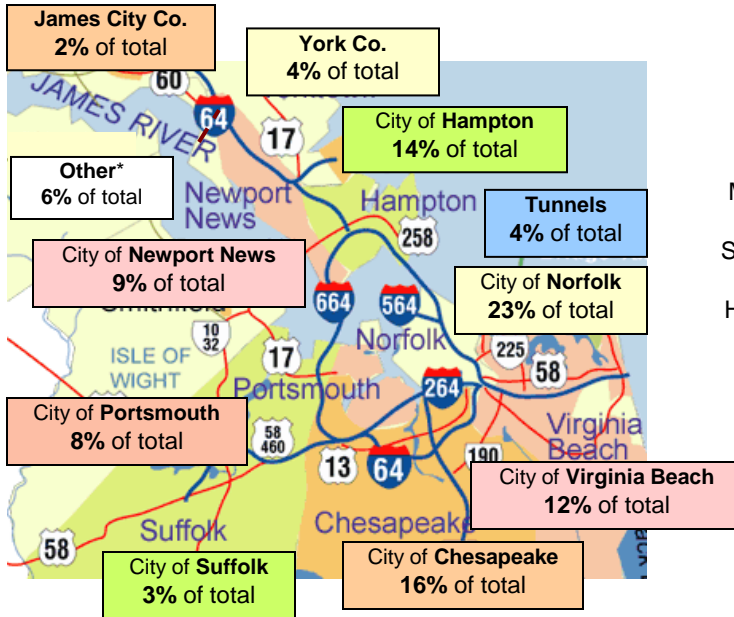 James City Co.
2% of total
York Co.
4% of total
60
JAMES RIVER
64
17
City of Hampton
14% of total
Other*
6% of total
Newport
News
Hampton
258
Tunnels
4% of total
M
S
H
City of Newport News
9% of total
City of Norfolk
23% of total
664
564
10
32
ISLE OF
WIGHT
17
Norfolk
225
58
Portsmouth
264
City of Portsmouth
8% of total
58
460
13
64
190
Virginia
Beach
City of Virginia Beach
12% of total
58
Suffolk
Chesapeake
City of Suffolk
3% of total
City of Chesapeake
16% of total